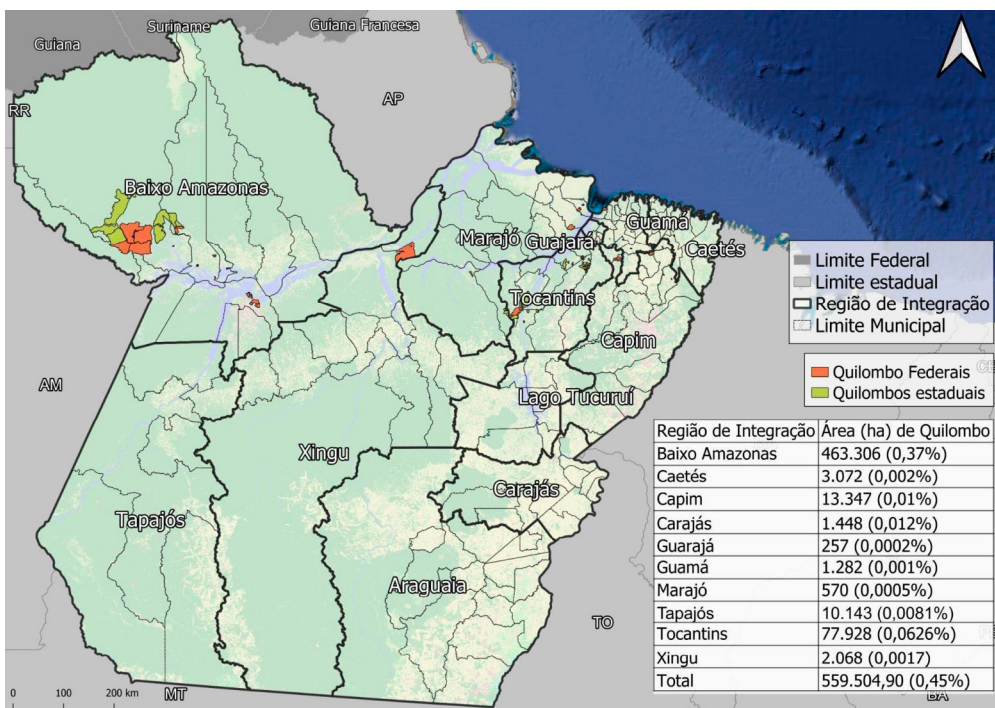 Suriname
Guiana Francesa
Guiana
RR
AP
Baixo Amazonas
Marajó
Guajará
Guamá
Caetés
Tocantins
Capim
AM
Lago Tucuruí
Xingu
Carajás
Tapajós
Araguaia
TO
MT
BA
0 100 200 km
Limite Federal
Limite estadual
Região de Integração
Limite Municipal
Quilombo Federais
Quilombos estaduais
Região de Integração Área (ha) de Quilombo
Baixo Amazonas 463.306 (0,37%)
Caetés 3.072 (0,002%)
Capim 13.347 (0,01%)
Carajás 1.448 (0,012%)
Guarajá 257 (0,0002%)
Guamá 1.282 (0,001%)
Marajó 570 (0,0005%)
Tapajós 10.143 (0,0081%)
Tocantins 77.928 (0,0626%)
Xingu 2.068 (0,0017)
Total 559.504,90 (0,45%)